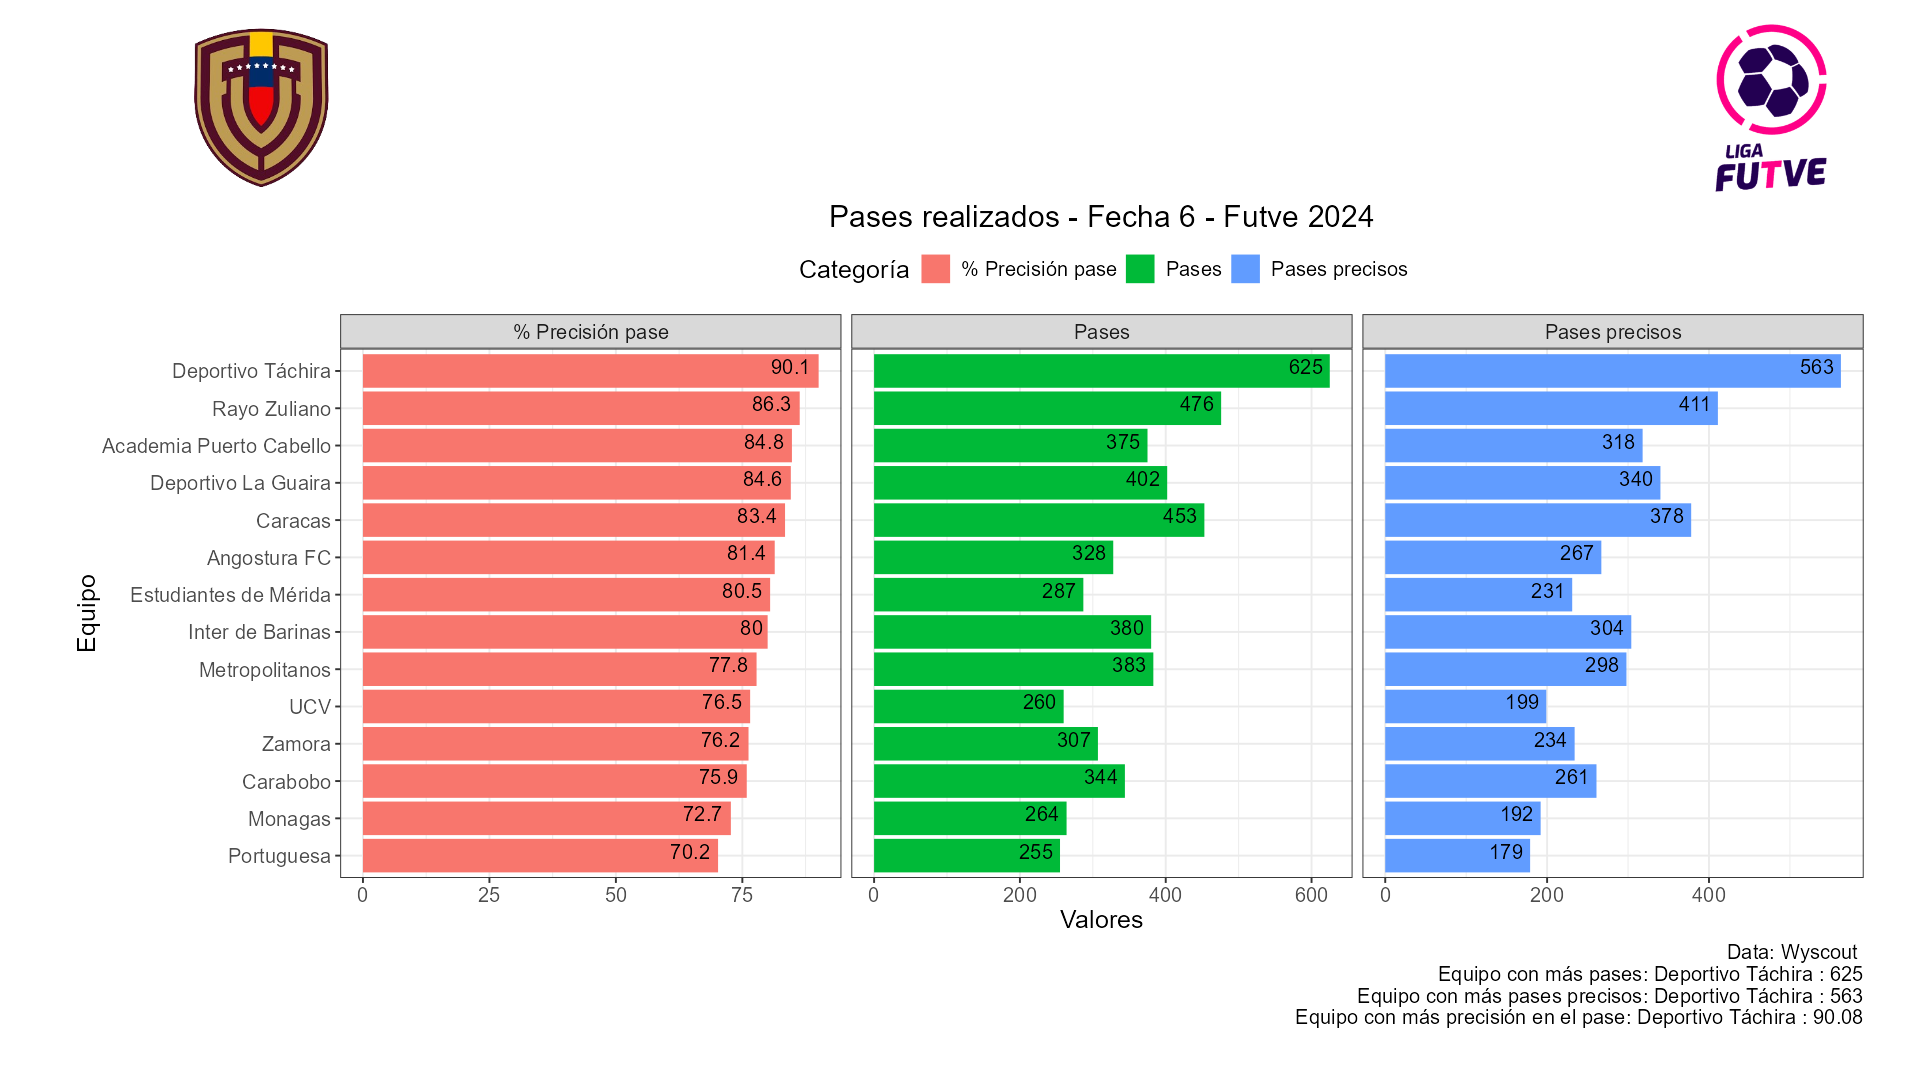 LIGA
FUTVE
Pases realizados - Fecha 6 - Futve 2024
Categoría % Precisión pase Pases Pases precisos
% Precisión pase Pases Pases precisos
Deportivo Táchira 90.1 625 563
Rayo Zuliano 86.3 476 411
Academia Puerto Cabello 84.8 375 318
Deportivo La Guaira 84.6 402 340
Caracas 83.4 453 378
Angostura FC 81.4 328 267
Estudiantes de Mérida 80.5 287 231
Inter de Barinas 80 380 304
Metropolitanos 77.8 383 298
UCV 76.5 260 199
Zamora 76.2 307 234
Carabobo 75.9 344 261
Monagas 72.7 264 192
Portuguesa 70.2 255 179
Equipo
0 25 50 75 0 200 400 600 0 200 400
Valores
Data: Wyscout
Equipo con más pases: Deportivo Táchira : 625
Equipo con más pases precisos: Deportivo Táchira : 563
Equipo con más precisión en el pase: Deportivo Táchira : 90.08